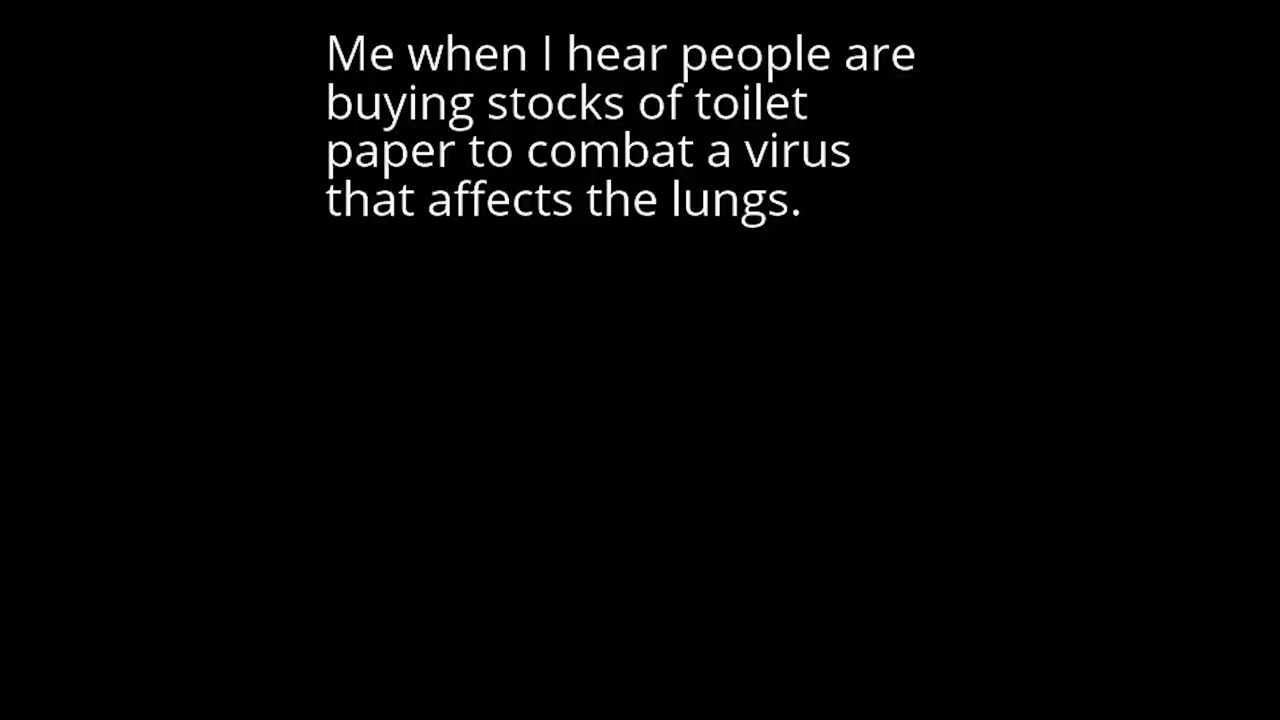 Me when I hear people are
buying stocks of toilet
paper to combat a virus
that affects the lungs.